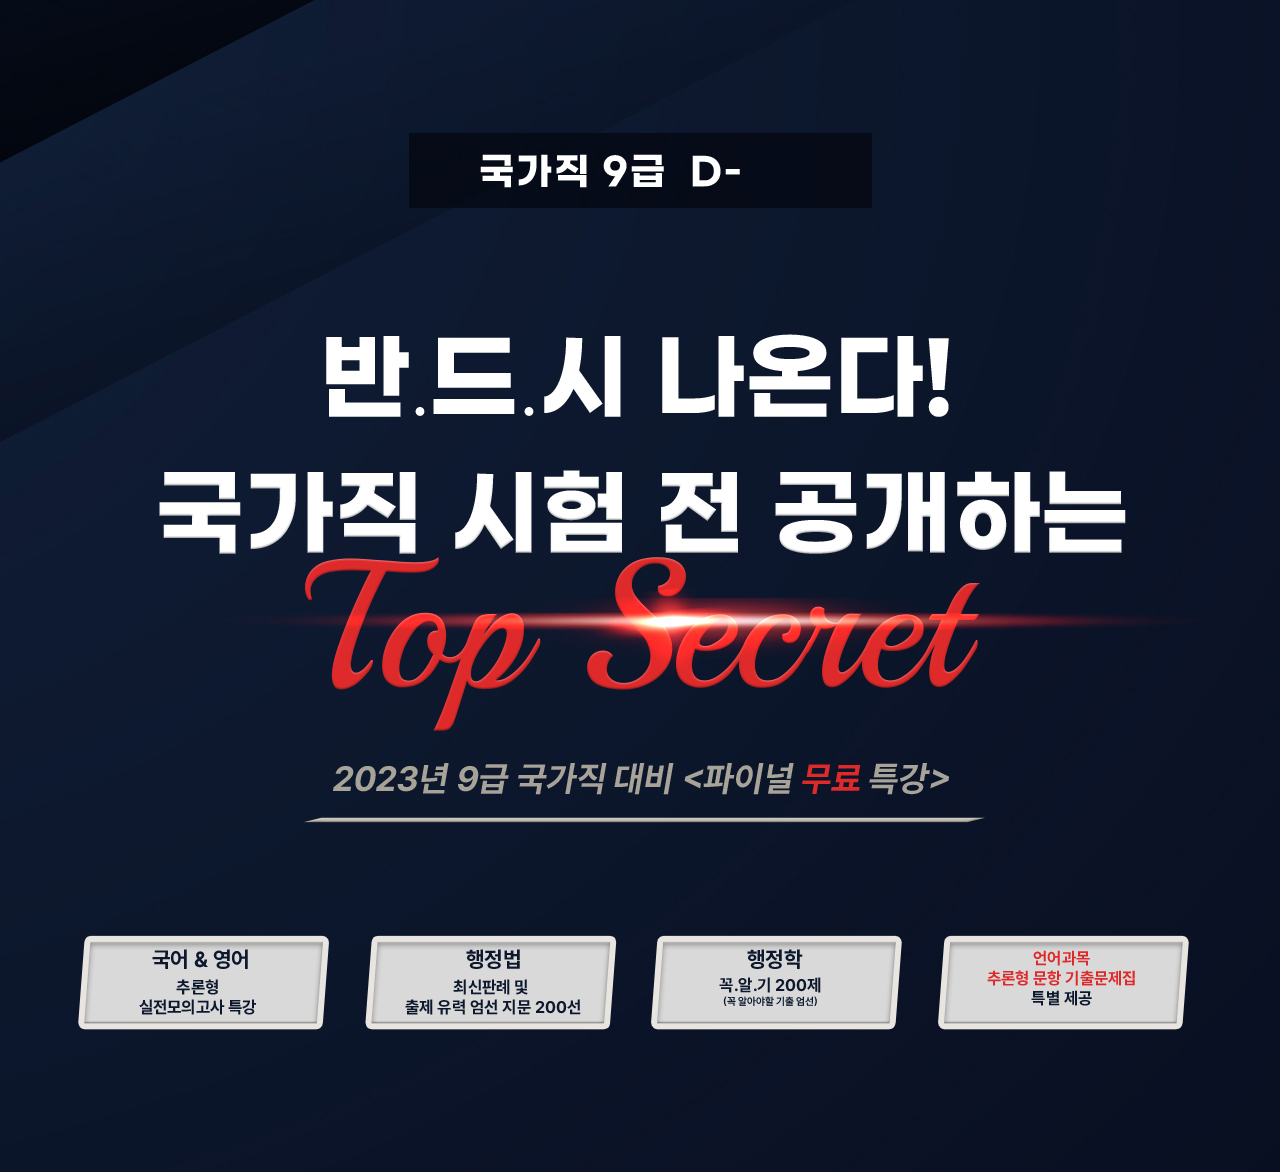 국가직 9급 D-
반.드.시 나온다!
국가직 시험 전 공개하는
Top Secret
2023년 9급 국가직 대비 <파이널 무료 특강>
국어 & 영어
추론형
실전모의고사 특강
행정법
최신판례 및
출제 유력 엄선 지문 200선
행정학
꼭.알.기 200제
(꼭 알아야할 기출 엄선)
언어과목
추론형 문항 기출문제집
특별 제공